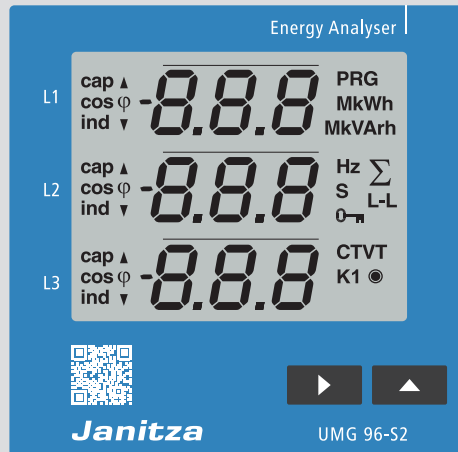 Energy Analyser
L1
cap ▲
cos φ
ind ▼
-8.8.8
PRG
MkWh
MkVArh
L2
cap ▲
cos φ
ind ▼
-8.8.8
Hz Σ
S L-L
L3
cap ▲
cos φ
ind ▼
-8.8.8
CTVT
K1
Janitza
UMG 96-S2